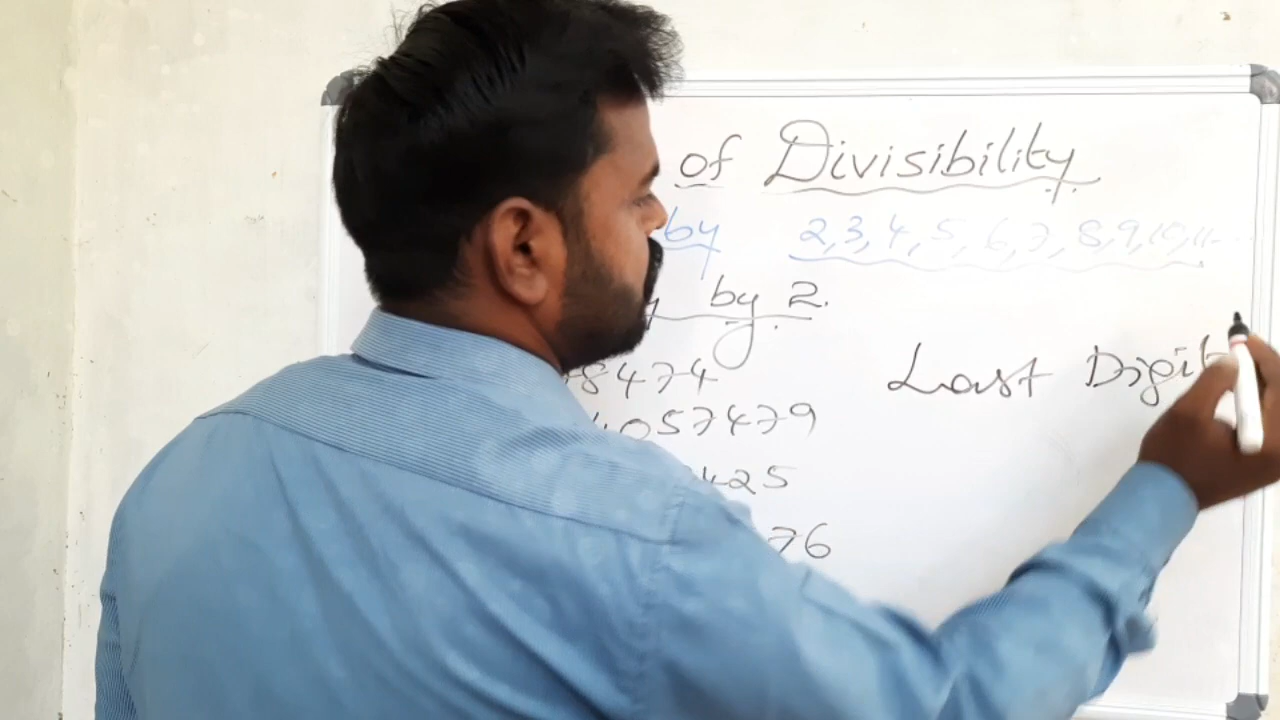 of Divisibility
by 2,3,4,5,6,7,8,9,10,11...
by 2.
8474
Last Digit
4057479
425
76